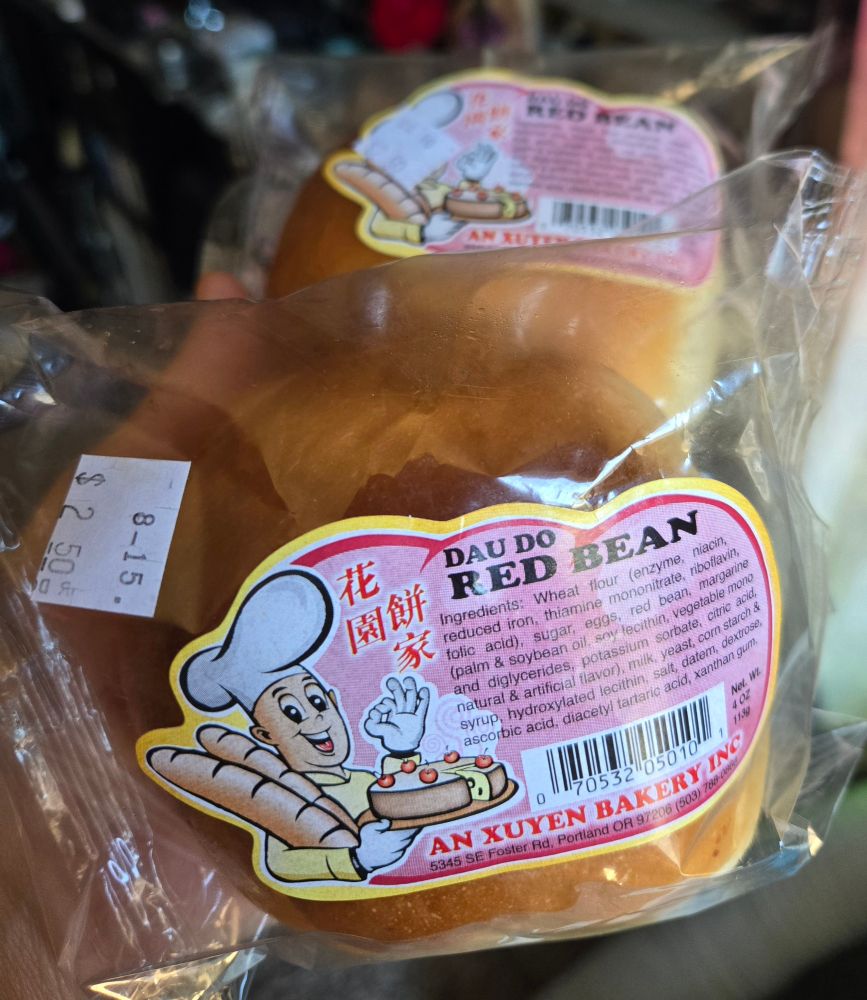 RED BEAN
AN XUYEN
8-15.
$ 2.50
花園
餅家
DAU DO
RED BEAN
Ingredients: Wheat flour (enzyme, niacin,
reduced iron, thiamine mononitrate, riboflavin,
folic acid), sugar, eggs, red bean, margarine
(palm & soybean oil, soy lecithin, vegetable mono
and diglycerides, potassium sorbate, citric acid,
natural & artificial flavor), milk, yeast, corn starch &
syrup, hydroxylated lecithin, salt, datem, dextrose,
ascorbic acid, diacetyl tartaric acid, xanthan gum.
Net. Wt.
4 OZ
113g
0 70532 05010 1
AN XUYEN BAKERY INC
5345 SE Foster Rd, Portland OR 97206 (503)